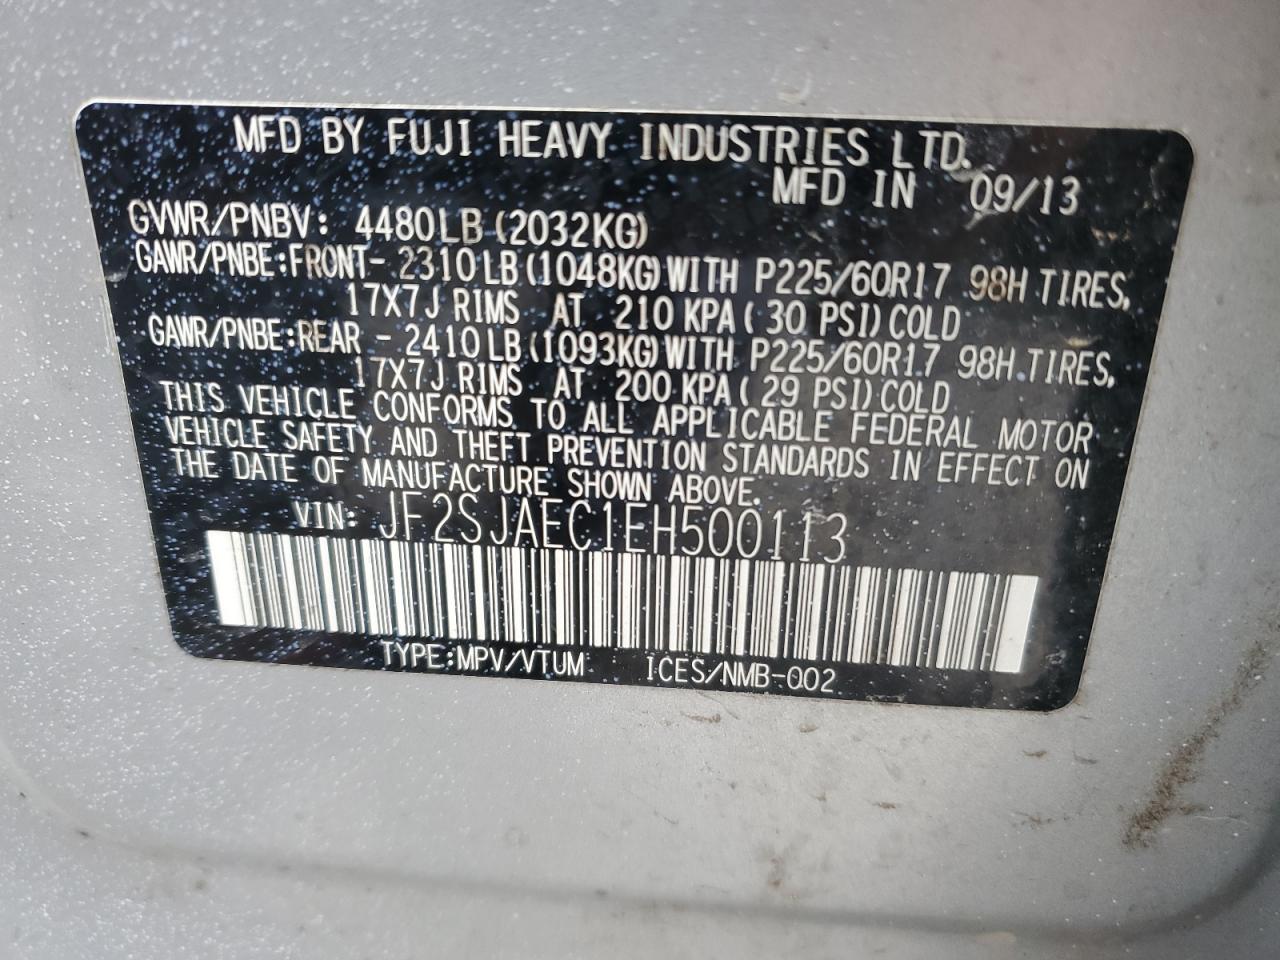 MFD BY FUJI HEAVY INDUSTRIES LTD.
MFD IN 09/13
GVWR/PNBV: 4480LB (2032KG)
GAWR/PNBE:FRONT- 2310LB (1048KG) WITH P225/60R17 98H TIRES,
17X7J RIMS AT 210 KPA ( 30 PSI) COLD
GAWR/PNBE:REAR - 2410LB (1093KG) WITH P225/60R17 98H TIRES,
17X7J RIMS AT 200 KPA ( 29 PSI) COLD
THIS VEHICLE CONFORMS TO ALL APPLICABLE FEDERAL MOTOR
VEHICLE SAFETY AND THEFT PREVENTION STANDARDS IN EFFECT ON
THE DATE OF MANUFACTURE SHOWN ABOVE.
VIN: JF2SJAEC1EH500113
TYPE:MPV/VTUM ICES/NMB-002